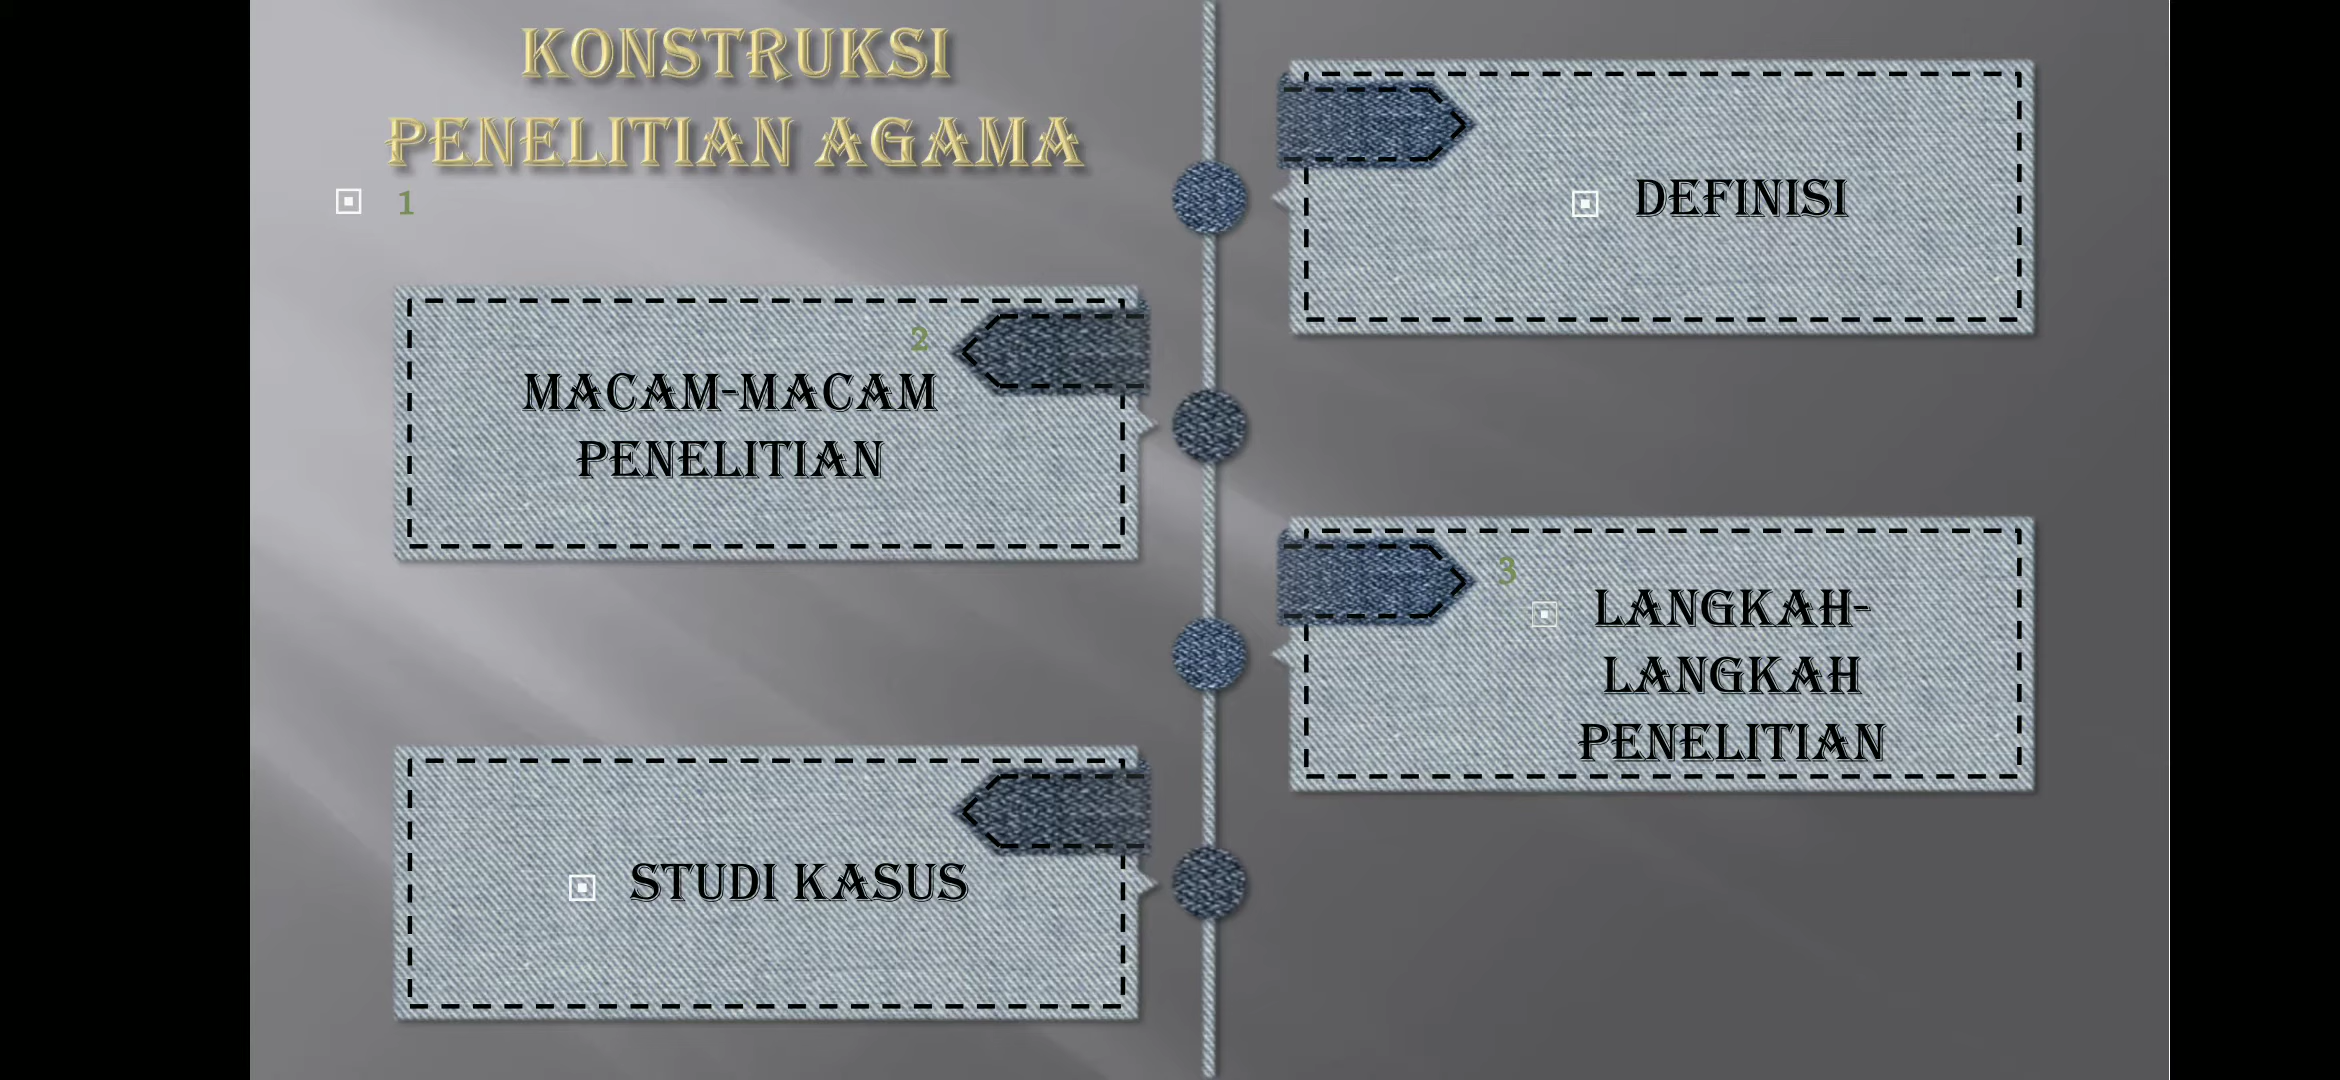 KONSTRUKSI
PENELITIAN AGAMA
1
DEFINISI
2
MACAM-MACAM
PENELITIAN
3
LANGKAH-
LANGKAH
PENELITIAN
STUDI KASUS